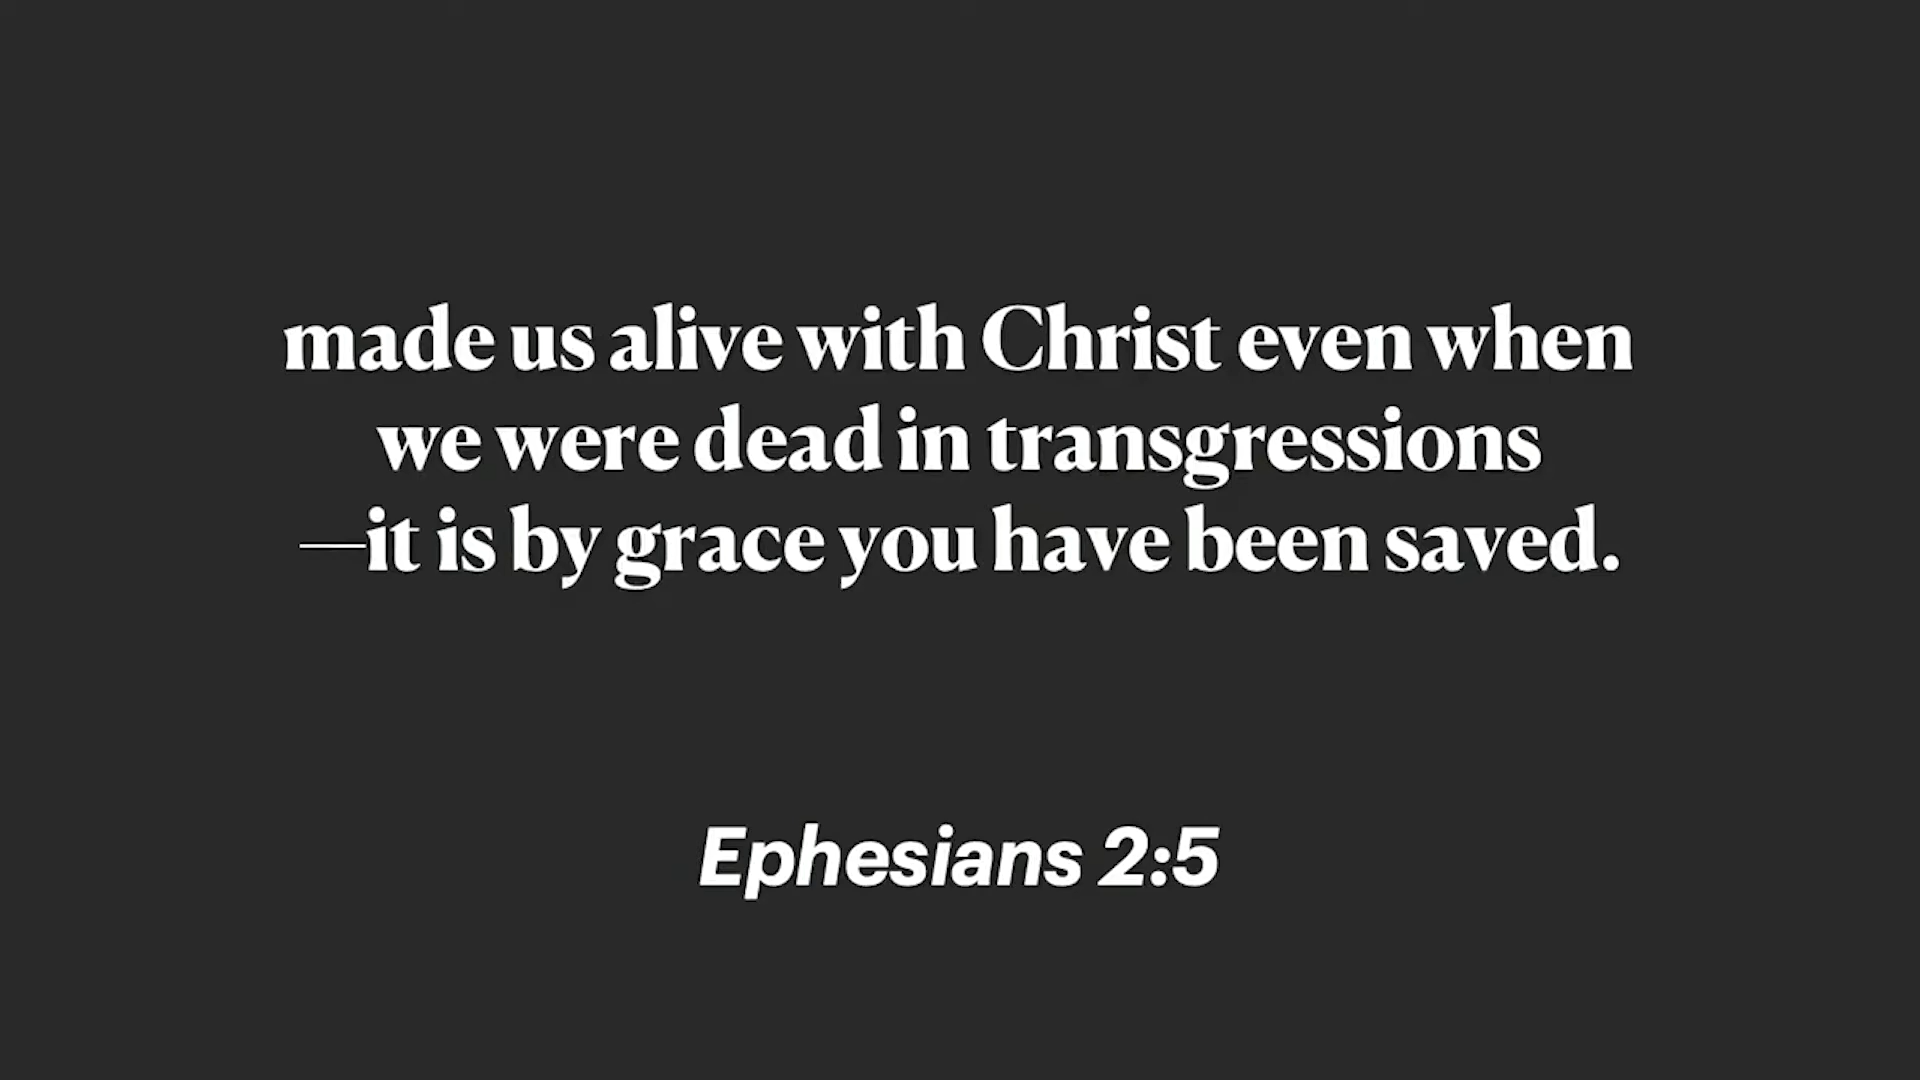 made us alive with Christ even when
we were dead in transgressions
—it is by grace you have been saved.
Ephesians 2:5